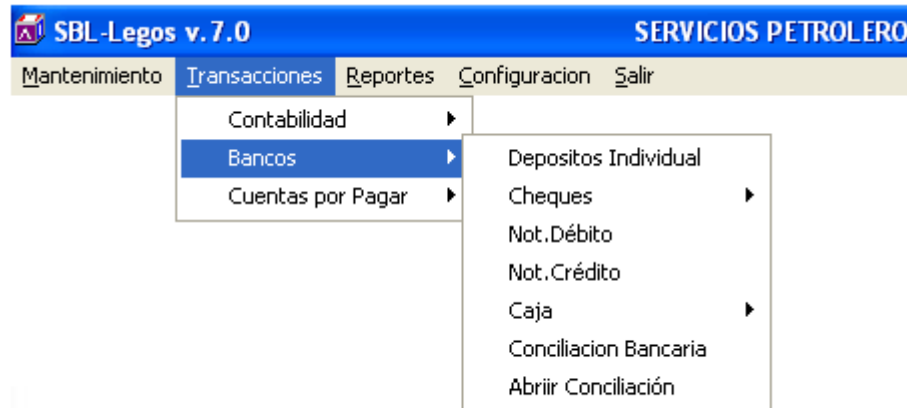 SBL-Legos v.7.0 SERVICIOS PETROLERO
Mantenimiento Transacciones Reportes Configuracion Salir
Contabilidad
Bancos
Cuentas por Pagar
Depositos Individual
Cheques
Not.Débito
Not.Crédito
Caja
Conciliacion Bancaria
Abriir Conciliación